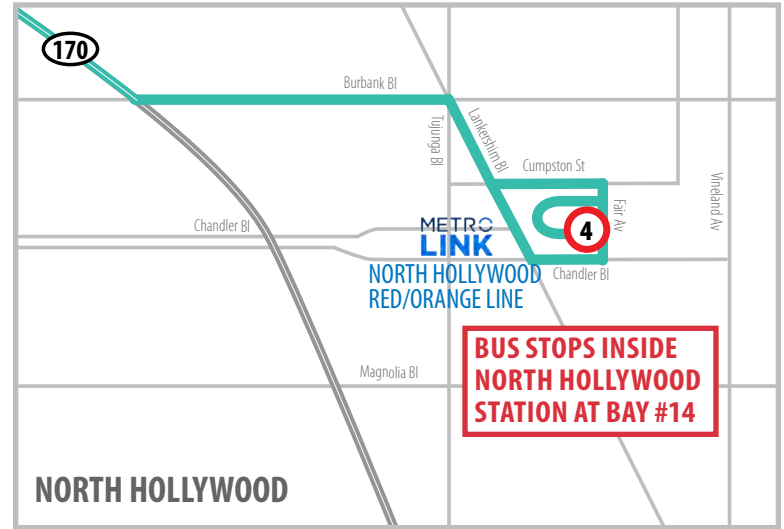 170
Burbank Bl
Tujunga Bl
Lankershim Bl
Cumpston St
Vineland Av
Fair Av
4
Chandler Bl
METRO
LINK
NORTH HOLLYWOOD
RED/ORANGE LINE
Chandler Bl
BUS STOPS INSIDE
NORTH HOLLYWOOD
STATION AT BAY #14
Magnolia Bl
NORTH HOLLYWOOD